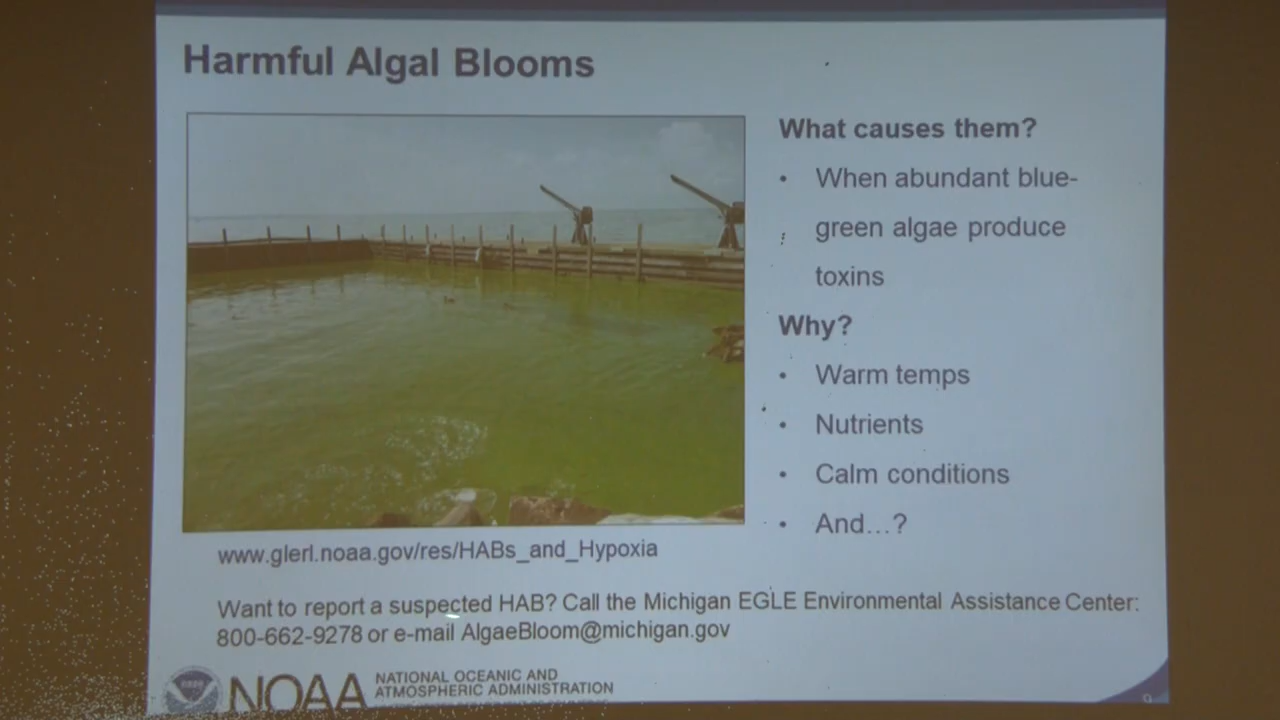 Harmful Algal Blooms
What causes them?
• When abundant blue-
green algae produce
toxins
Why?
• Warm temps
• Nutrients
• Calm conditions
• And...?
www.glerl.noaa.gov/res/HABs_and_Hypoxia
Want to report a suspected HAB? Call the Michigan EGLE Environmental Assistance Center:
800-662-9278 or e-mail AlgaeBloom@michigan.gov
NOAA
NATIONAL OCEANIC AND
ATMOSPHERIC ADMINISTRATION
9